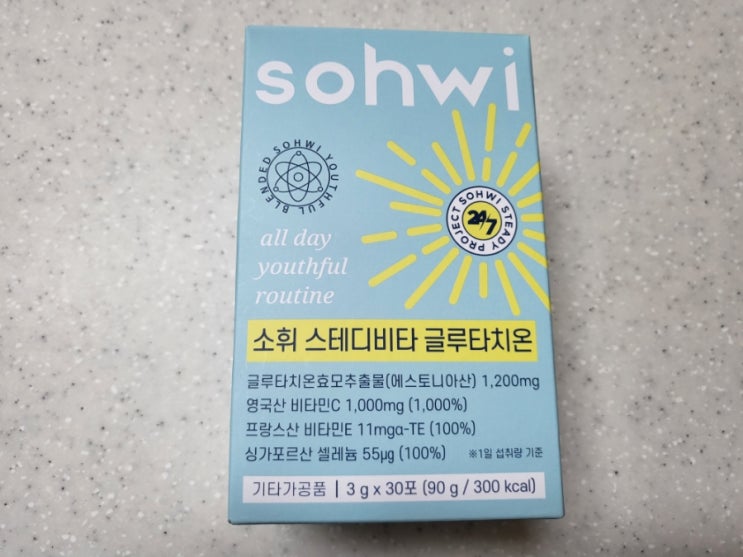 sohwi
BLENDED SOHWI YOUTHFUL
PROJECT SOHWI STEADY
24/7
all day
youthful
routine
소휘 스테디비타 글루타치온
글루타치온효모추출물(에스토니아산) 1,200mg
영국산 비타민C 1,000mg (1,000%)
프랑스산 비타민E 11mgα-TE (100%)
싱가포르산 셀레늄 55μg (100%) ※1일 섭취량 기준
기타가공품 | 3 g x 30포 (90 g / 300 kcal)